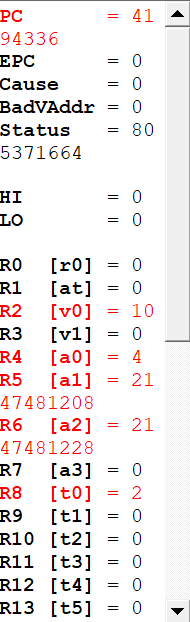 PC = 41
94336
EPC = 0
Cause = 0
BadVAddr = 0
Status = 80
5371664
HI = 0
LO = 0
R0 [r0] = 0
R1 [at] = 0
R2 [v0] = 10
R3 [v1] = 0
R4 [a0] = 4
R5 [a1] = 21
47481208
R6 [a2] = 21
47481228
R7 [a3] = 0
R8 [t0] = 2
R9 [t1] = 0
R10 [t2] = 0
R11 [t3] = 0
R12 [t4] = 0
R13 [t5] = 0